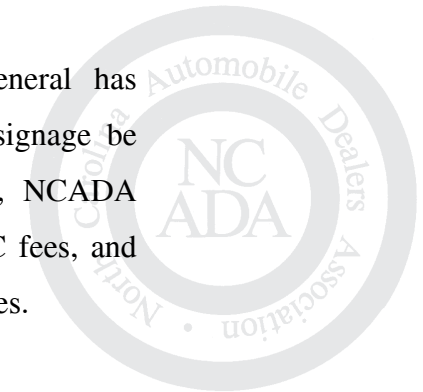 eneral has
signage be
, NCADA
C fees, and
es.
North Carolina Automobile Dealers Association
NC
ADA